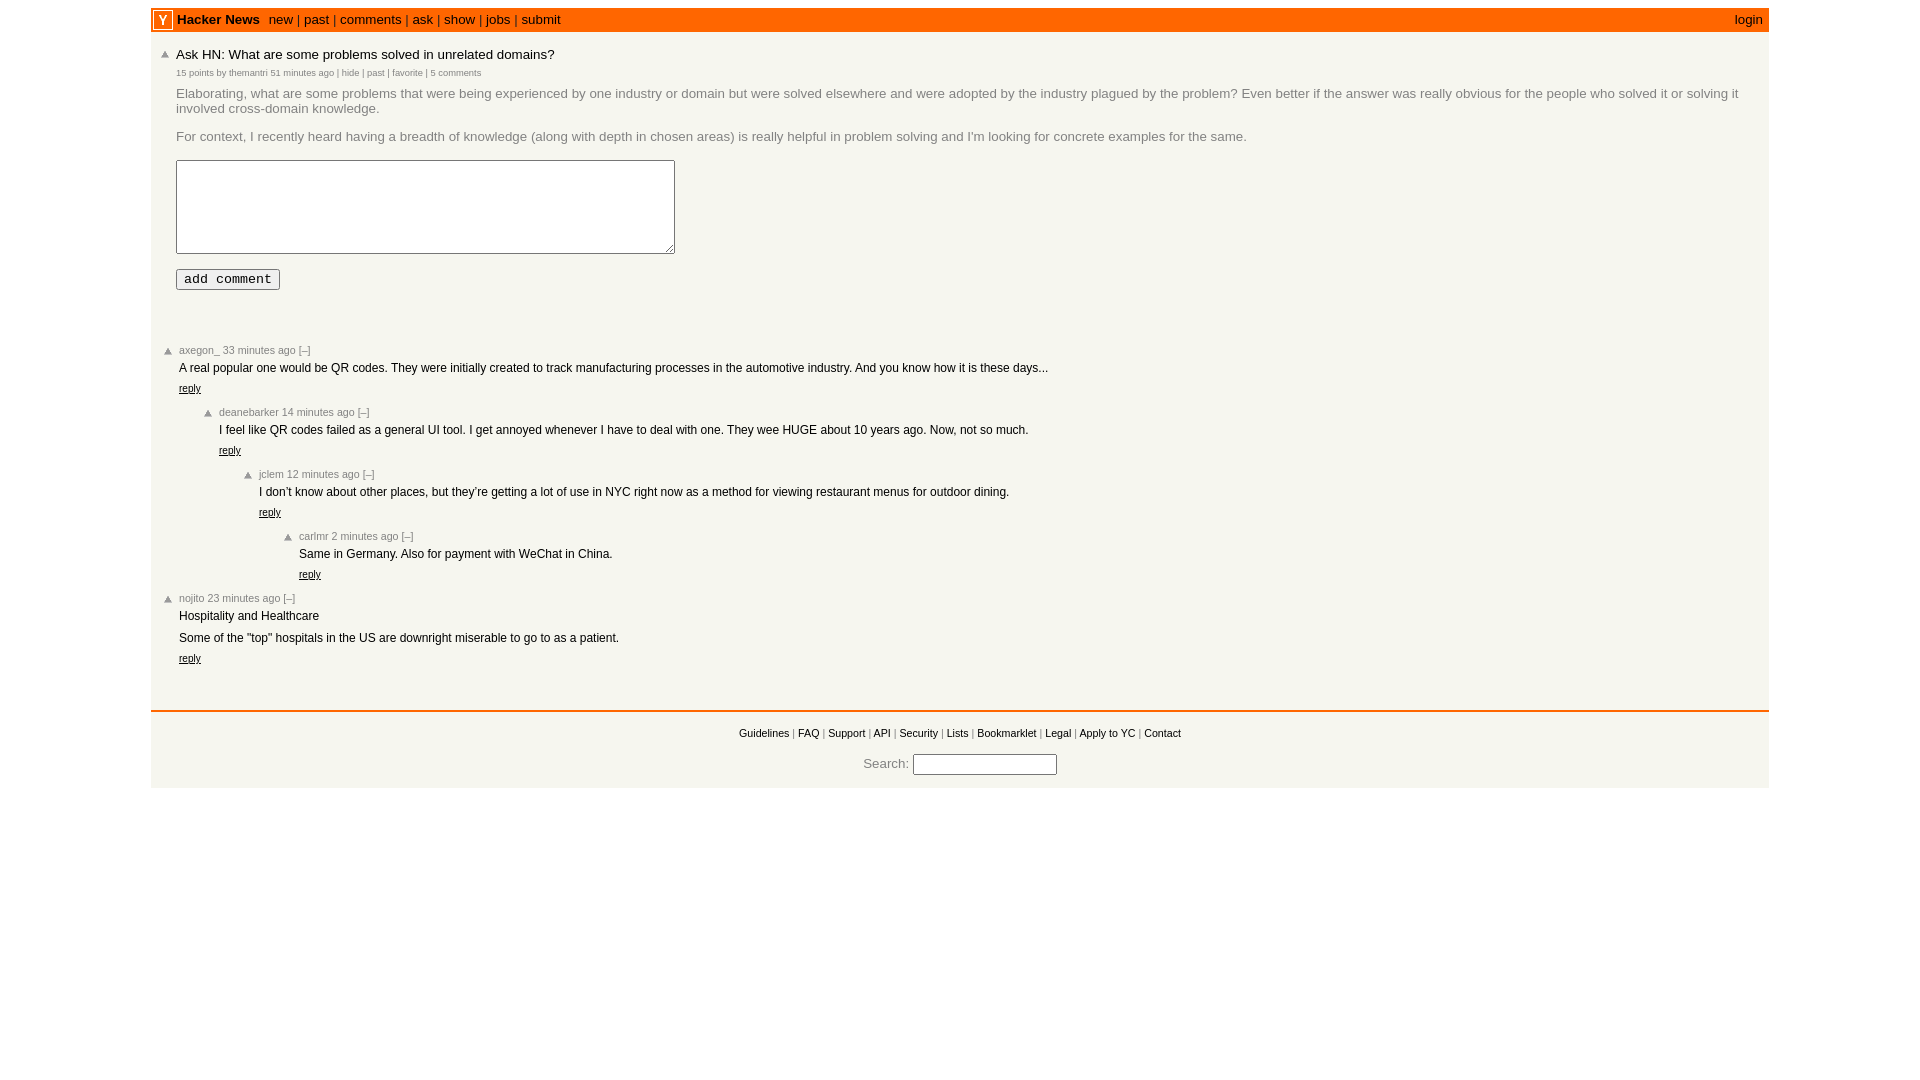 Y Hacker News new | past | comments | ask | show | jobs | submit login
Ask HN: What are some problems solved in unrelated domains?
15 points by themantri 51 minutes ago | hide | past | favorite | 5 comments
Elaborating, what are some problems that were being experienced by one industry or domain but were solved elsewhere and were adopted by the industry plagued by the problem? Even better if the answer was really obvious for the people who solved it or solving it
involved cross-domain knowledge.
For context, I recently heard having a breadth of knowledge (along with depth in chosen areas) is really helpful in problem solving and I'm looking for concrete examples for the same.
add comment
axegon_ 33 minutes ago [–]
A real popular one would be QR codes. They were initially created to track manufacturing processes in the automotive industry. And you know how it is these days...
reply
deanebarker 14 minutes ago [–]
I feel like QR codes failed as a general UI tool. I get annoyed whenever I have to deal with one. They wee HUGE about 10 years ago. Now, not so much.
reply
jclem 12 minutes ago [–]
I don’t know about other places, but they’re getting a lot of use in NYC right now as a method for viewing restaurant menus for outdoor dining.
reply
carlmr 2 minutes ago [–]
Same in Germany. Also for payment with WeChat in China.
reply
nojito 23 minutes ago [–]
Hospitality and Healthcare
Some of the "top" hospitals in the US are downright miserable to go to as a patient.
reply
Guidelines | FAQ | Support | API | Security | Lists | Bookmarklet | Legal | Apply to YC | Contact
Search: